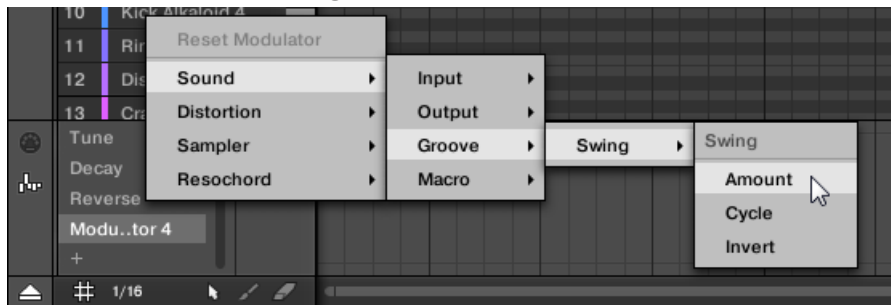 10 Kick Alkaloid 4
11 Rin
12 Dis
13 Cra
Reset Modulator
Sound
Distortion
Sampler
Resochord
Input
Output
Groove
Macro
Swing
Swing
Amount
Cycle
Invert
Tune
Decay
Reverse
Modu..tor 4
+
1/16